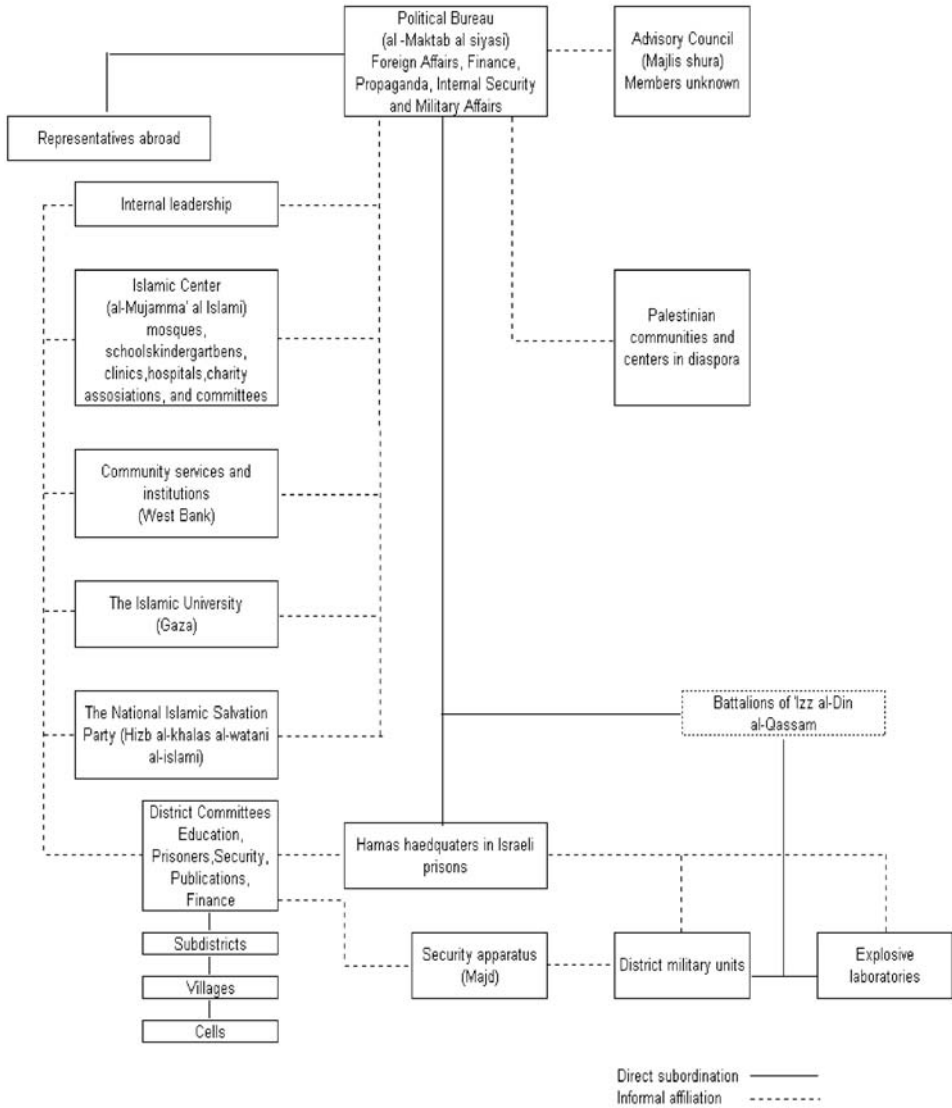 Political Bureau
(al -Maktab al siyasi)
Foreign Affairs, Finance,
Propaganda, Internal Security
and Military Affairs
Advisory Council
(Majlis shura)
Members unknown
Representatives abroad
Internal leadership
Islamic Center
(al-Mujamma' al Islami)
mosques,
schoolskindergartbens,
clinics,hospitals,charity
assosiations, and committees
Palestinian
communities and
centers in diaspora
Community services and
institutions
(West Bank)
The Islamic University
(Gaza)
The National Islamic Salvation
Party (Hizb al-khalas al-watani
al-islami)
Battalions of 'Izz al-Din
al-Qassam
District Committees
Education,
Prisoners,Security,
Publications,
Finance
Hamas haedquaters in Israeli
prisons
Subdistricts
Villages
Cells
Security apparatus
(Majd)
District military units
Explosive
laboratories
Direct subordination
Informal affiliation